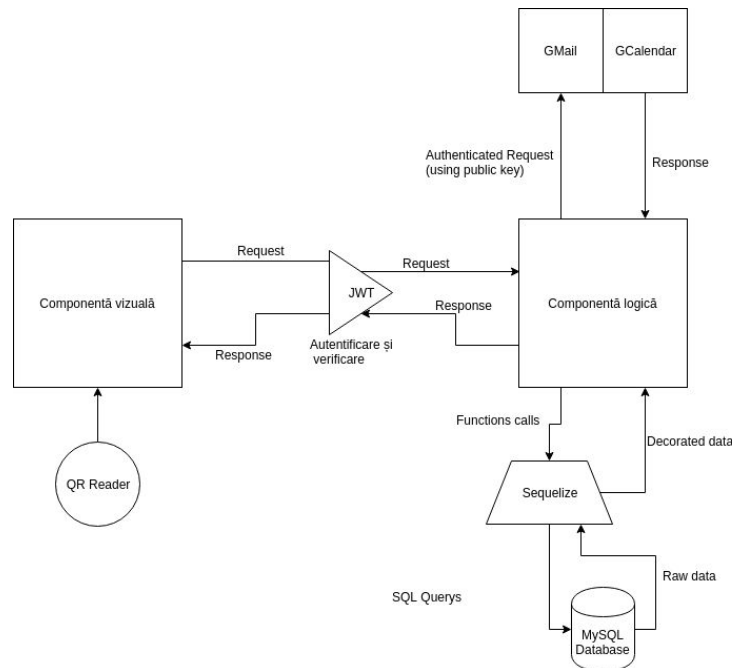 GMail
GCalendar
Authenticated Request
(using public key)
Response
Request
Request
Componentă vizuală
JWT
Componentă logică
Response
Response
Autentificare și
verificare
Functions calls
Decorated data
QR Reader
Sequelize
Raw data
SQL Querys
MySQL
Database